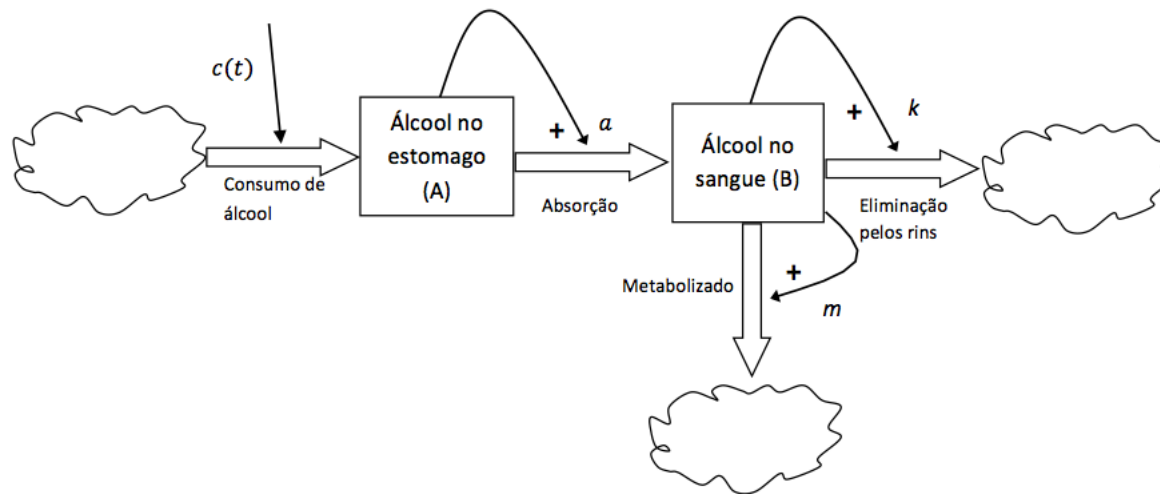 c(t)
Consumo de
álcool
Álcool no
estomago
(A)
+
a
Absorção
Álcool no
sangue (B)
+
k
Eliminação
pelos rins
Metabolizado
+
m